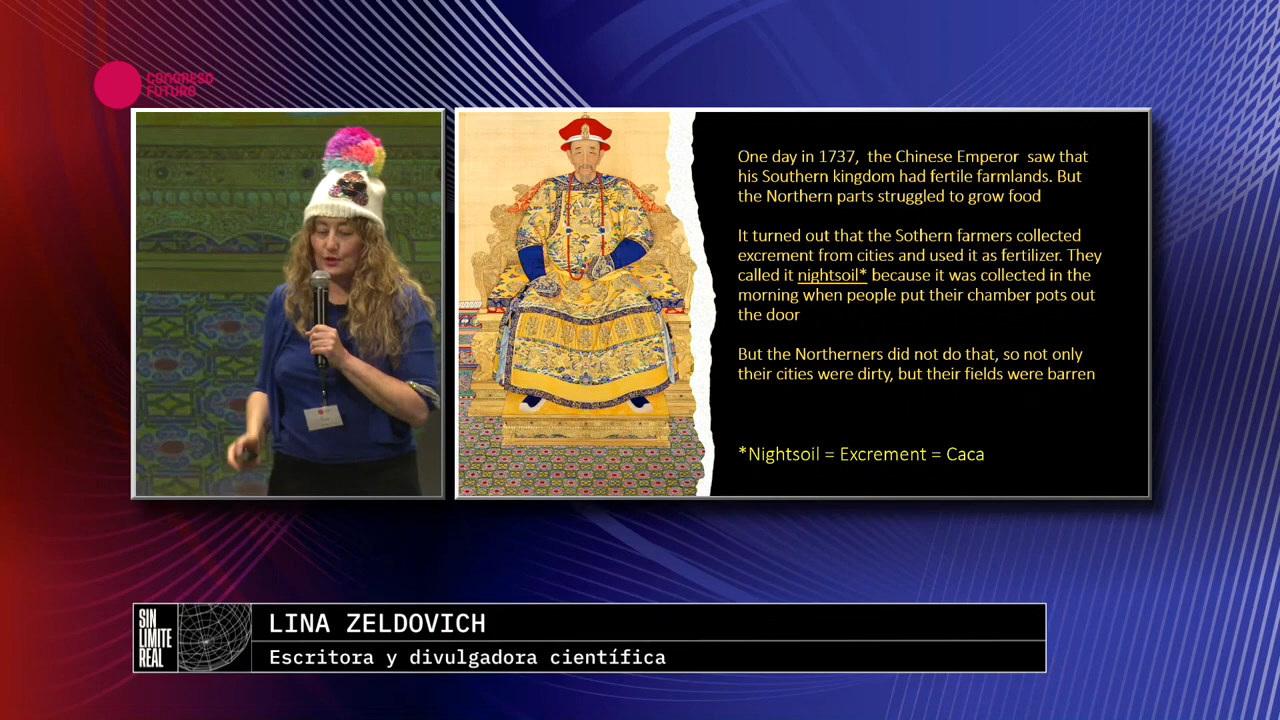 CONGRESO
FUTURO
One day in 1737, the Chinese Emperor saw that
his Southern kingdom had fertile farmlands. But
the Northern parts struggled to grow food
It turned out that the Sothern farmers collected
excrement from cities and used it as fertilizer. They
called it nightsoil* because it was collected in the
morning when people put their chamber pots out
the door
But the Northerners did not do that, so not only
their cities were dirty, but their fields were barren
*Nightsoil = Excrement = Caca
SIN
LIMITE
REAL
LINA ZELDOVICH
Escritora y divulgadora científica